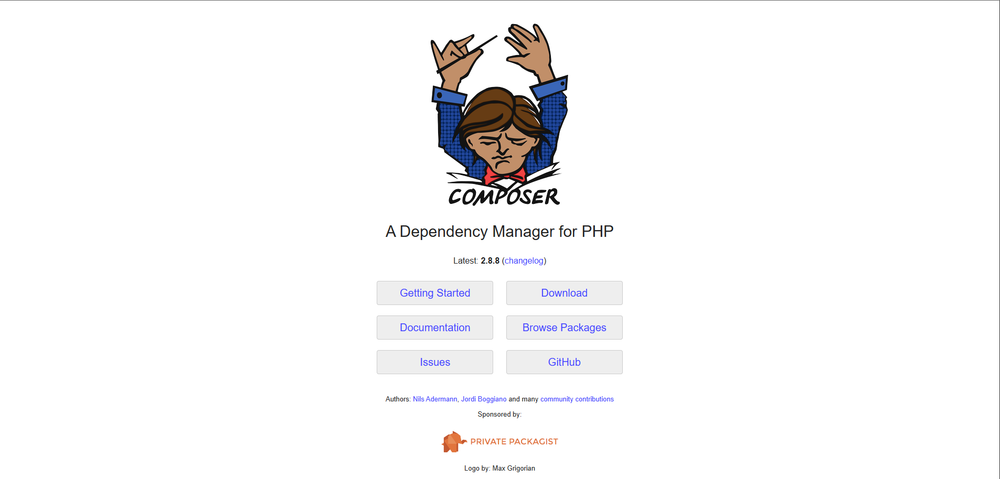 COMPOSER
A Dependency Manager for PHP
Latest: 2.8.8 (changelog)
Getting Started
Download
Documentation
Browse Packages
Issues
GitHub
Authors: Nils Adermann, Jordi Boggiano and many community contributions
Sponsored by:
PRIVATE PACKAGIST
Logo by: Max Grigorian